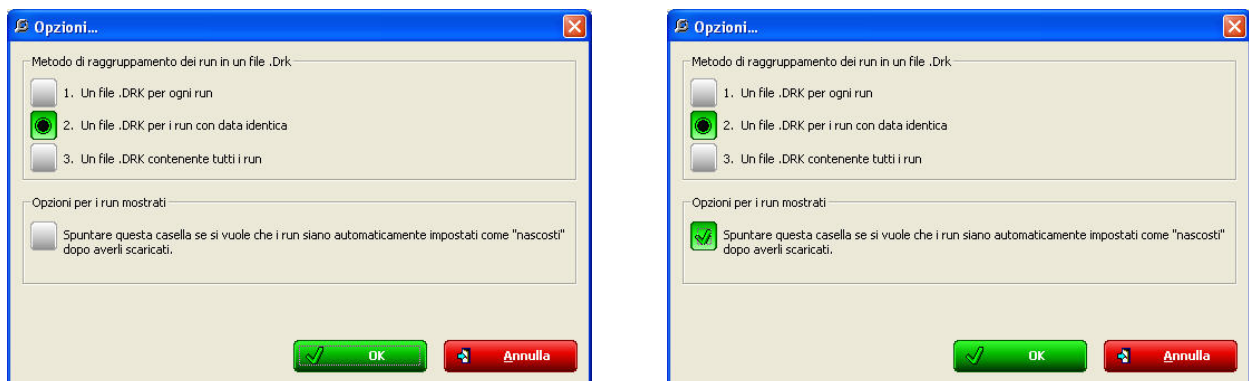 Opzioni...
Metodo di raggruppamento dei run in un file .Drk
1. Un file .DRK per ogni run
2. Un file .DRK per i run con data identica
3. Un file .DRK contenente tutti i run
Opzioni per i run mostrati
Spuntare questa casella se si vuole che i run siano automaticamente impostati come "nascosti"
dopo averli scaricati.
OK
Annulla
Opzioni...
Metodo di raggruppamento dei run in un file .Drk
1. Un file .DRK per ogni run
2. Un file .DRK per i run con data identica
3. Un file .DRK contenente tutti i run
Opzioni per i run mostrati
Spuntare questa casella se si vuole che i run siano automaticamente impostati come "nascosti"
dopo averli scaricati.
OK
Annulla